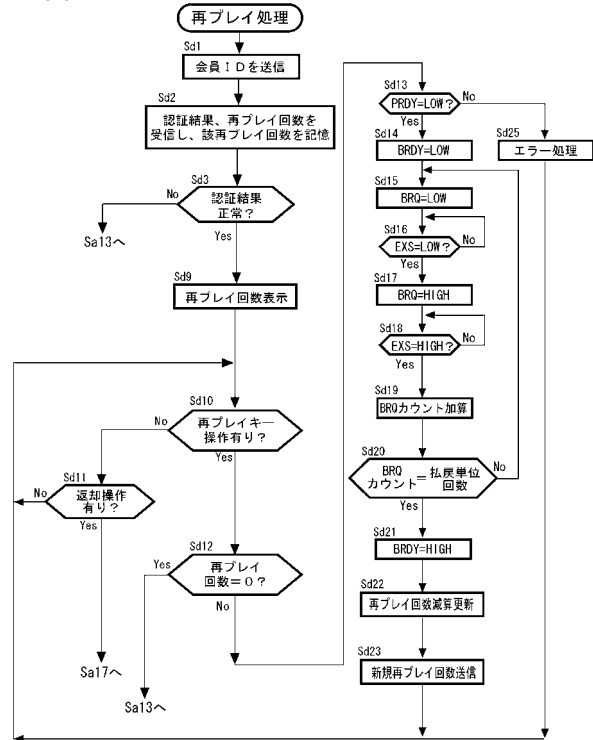 再プレイ処理
Sd1
会員ＩＤを送信
Sd2
認証結果、再プレイ回数を
受信し、該再プレイ回数を記憶
Sd3
認証結果
正常？
No
Yes
Sa13へ
Sd9
再プレイ回数表示
Sd10
再プレイキー
操作有り？
No
Yes
Sd11
返却操作
有り？
No
Yes
Sd12
再プレイ
回数＝０？
Yes
No
Sa17へ
Sa13へ
Sd13
PRDY=LOW？
No
Yes
Sd14
BRDY=LOW
Sd25
エラー処理
Sd15
BRQ=LOW
Sd16
EXS=LOW？
No
Yes
Sd17
BRQ=HIGH
Sd18
EXS=HIGH？
No
Yes
Sd19
BRQカウント加算
Sd20
BRQ
カウント＝払戻単位
回数
No
Yes
Sd21
BRDY=HIGH
Sd22
再プレイ回数減算更新
Sd23
新規再プレイ回数送信